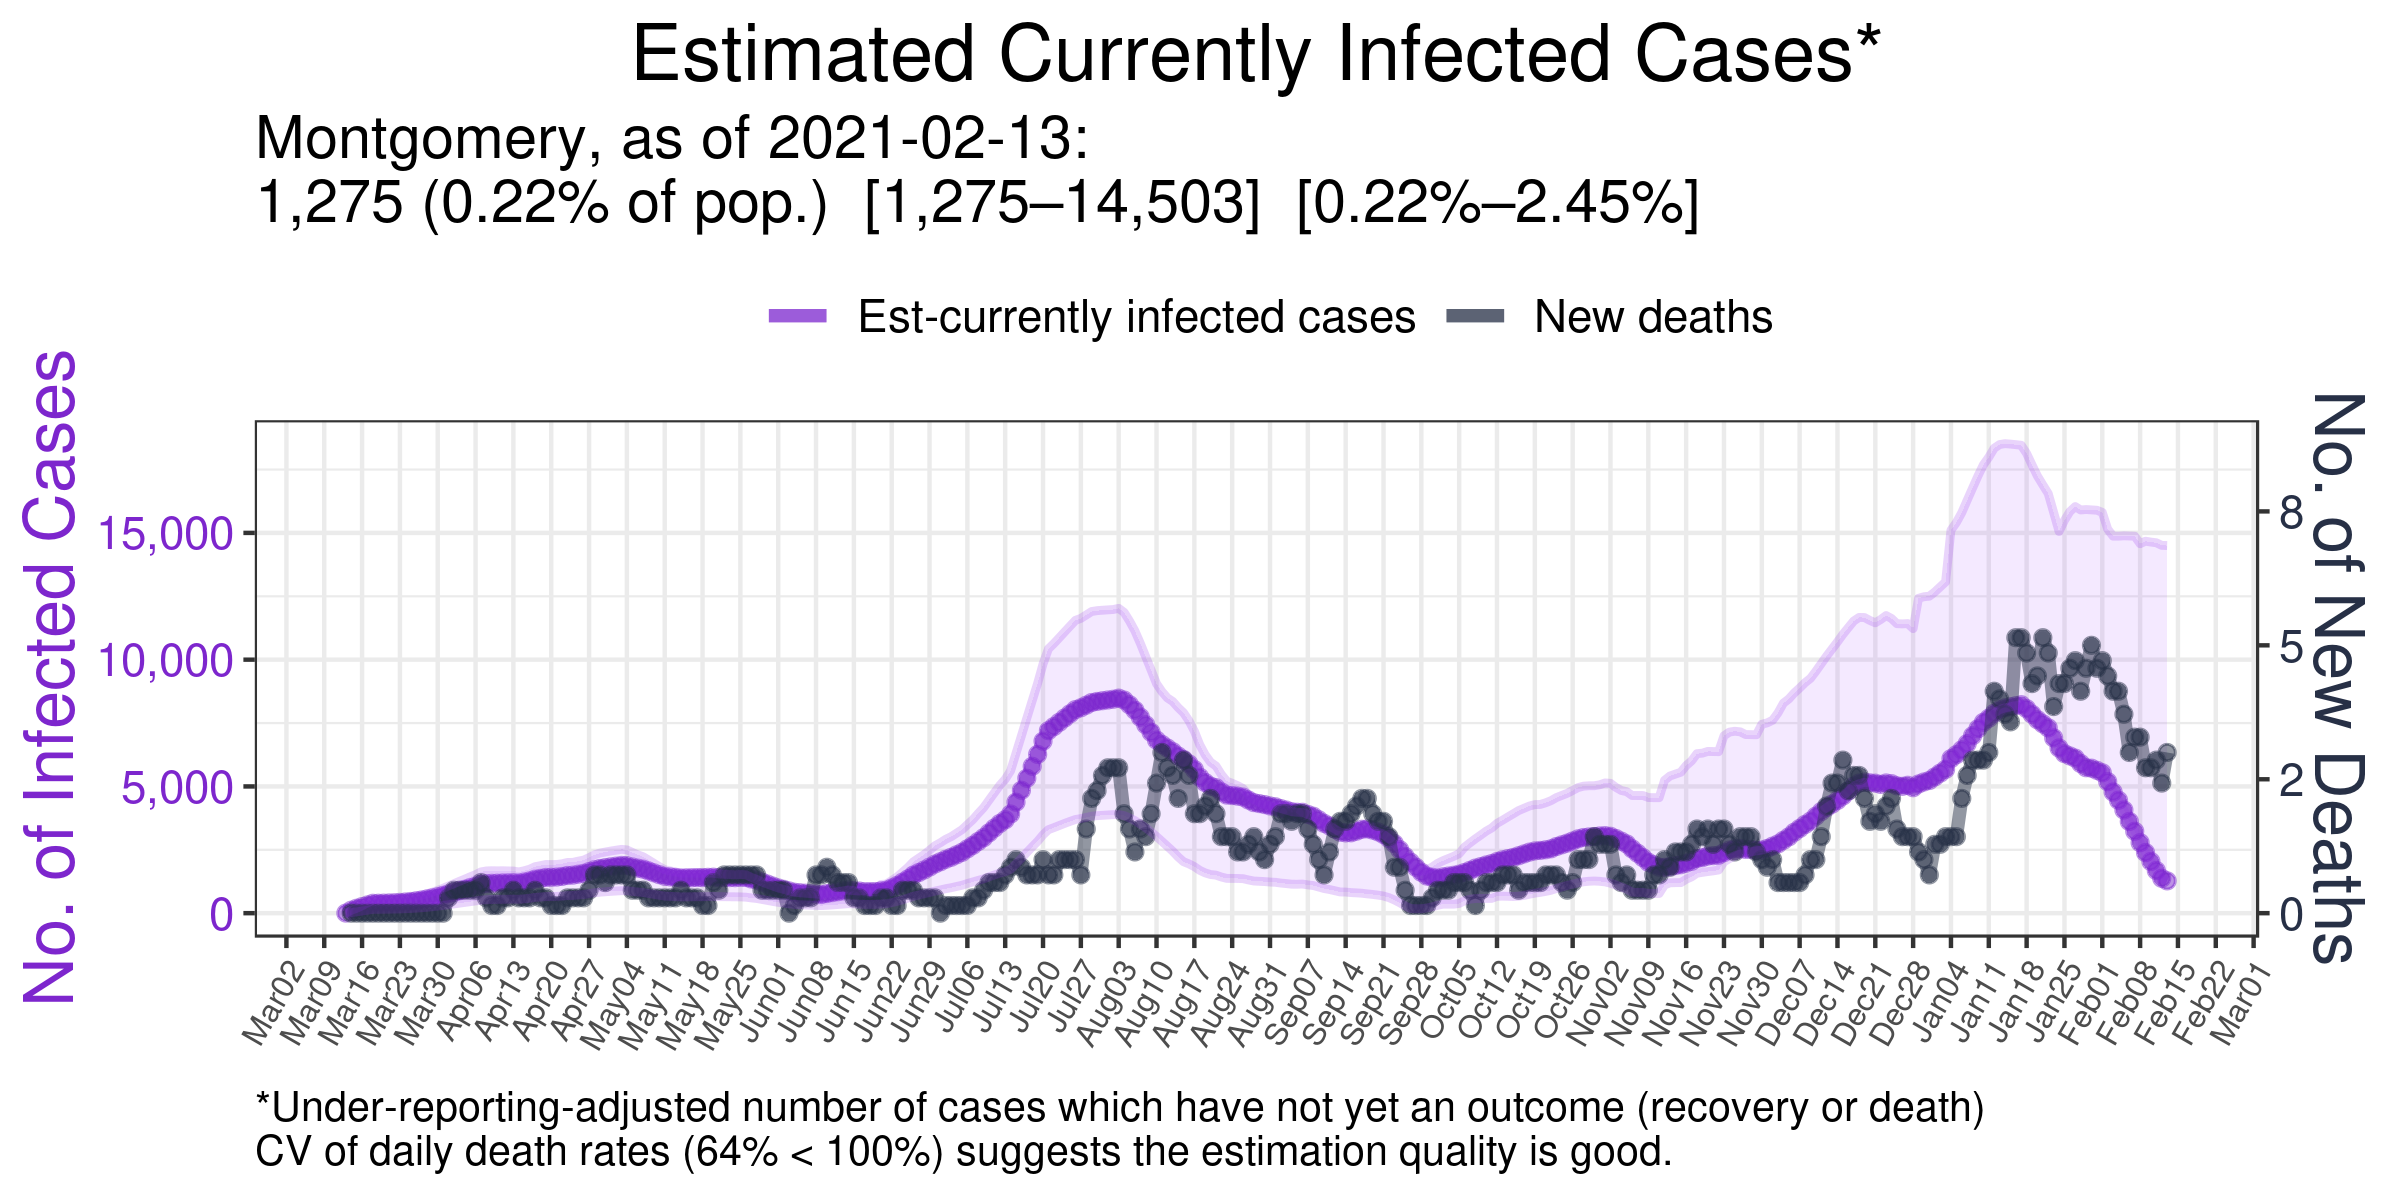 Estimated Currently Infected Cases*
Montgomery, as of 2021-02-13:
1,275 (0.22% of pop.)  [1,275–14,503]  [0.22%–2.45%]
Est-currently infected cases
New deaths
No. of Infected Cases
15,000
10,000
5,000
0
8
5
2
0
No. of New Deaths
Mar02
Mar09
Mar16
Mar23
Mar30
Apr06
Apr13
Apr20
Apr27
May04
May11
May18
May25
Jun01
Jun08
Jun15
Jun22
Jun29
Jul06
Jul13
Jul20
Jul27
Aug03
Aug10
Aug17
Aug24
Aug31
Sep07
Sep14
Sep21
Sep28
Oct05
Oct12
Oct19
Oct26
Nov02
Nov09
Nov16
Nov23
Nov30
Dec07
Dec14
Dec21
Dec28
Jan04
Jan11
Jan18
Jan25
Feb01
Feb08
Feb15
Feb22
Mar01
*Under-reporting-adjusted number of cases which have not yet an outcome (recovery or death)
CV of daily death rates (64% < 100%) suggests the estimation quality is good.